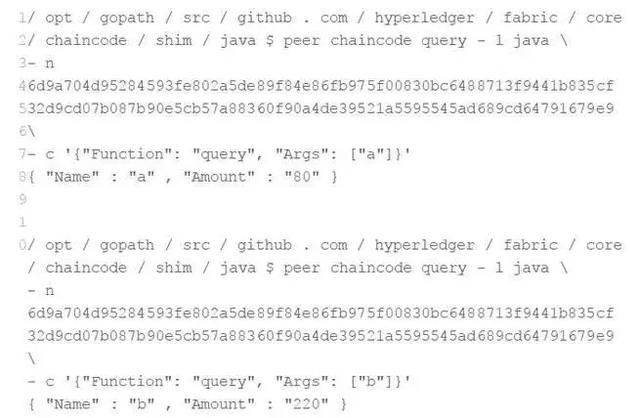 1/ opt / gopath / src / github . com / hyperledger / fabric / core
2/ chaincode / shim / java $ peer chaincode query - l java \
3- n
46d9a704d95284593fe802a5de89f84e86fb975f00830bc6488713f9441b835cf
532d9cd07b087b90e5cb57a88360f90a4de39521a5595545ad689cd64791679e9
6\
7- c '{"Function": "query", "Args": ["a"]}'
8{ "Name" : "a" , "Amount" : "80" }
9
1
0/ opt / gopath / src / github . com / hyperledger / fabric / core
/ chaincode / shim / java $ peer chaincode query - l java \
- n
6d9a704d95284593fe802a5de89f84e86fb975f00830bc6488713f9441b835cf
32d9cd07b087b90e5cb57a88360f90a4de39521a5595545ad689cd64791679e9
\
- c '{"Function": "query", "Args": ["b"]}'
{ "Name" : "b" , "Amount" : "220" }